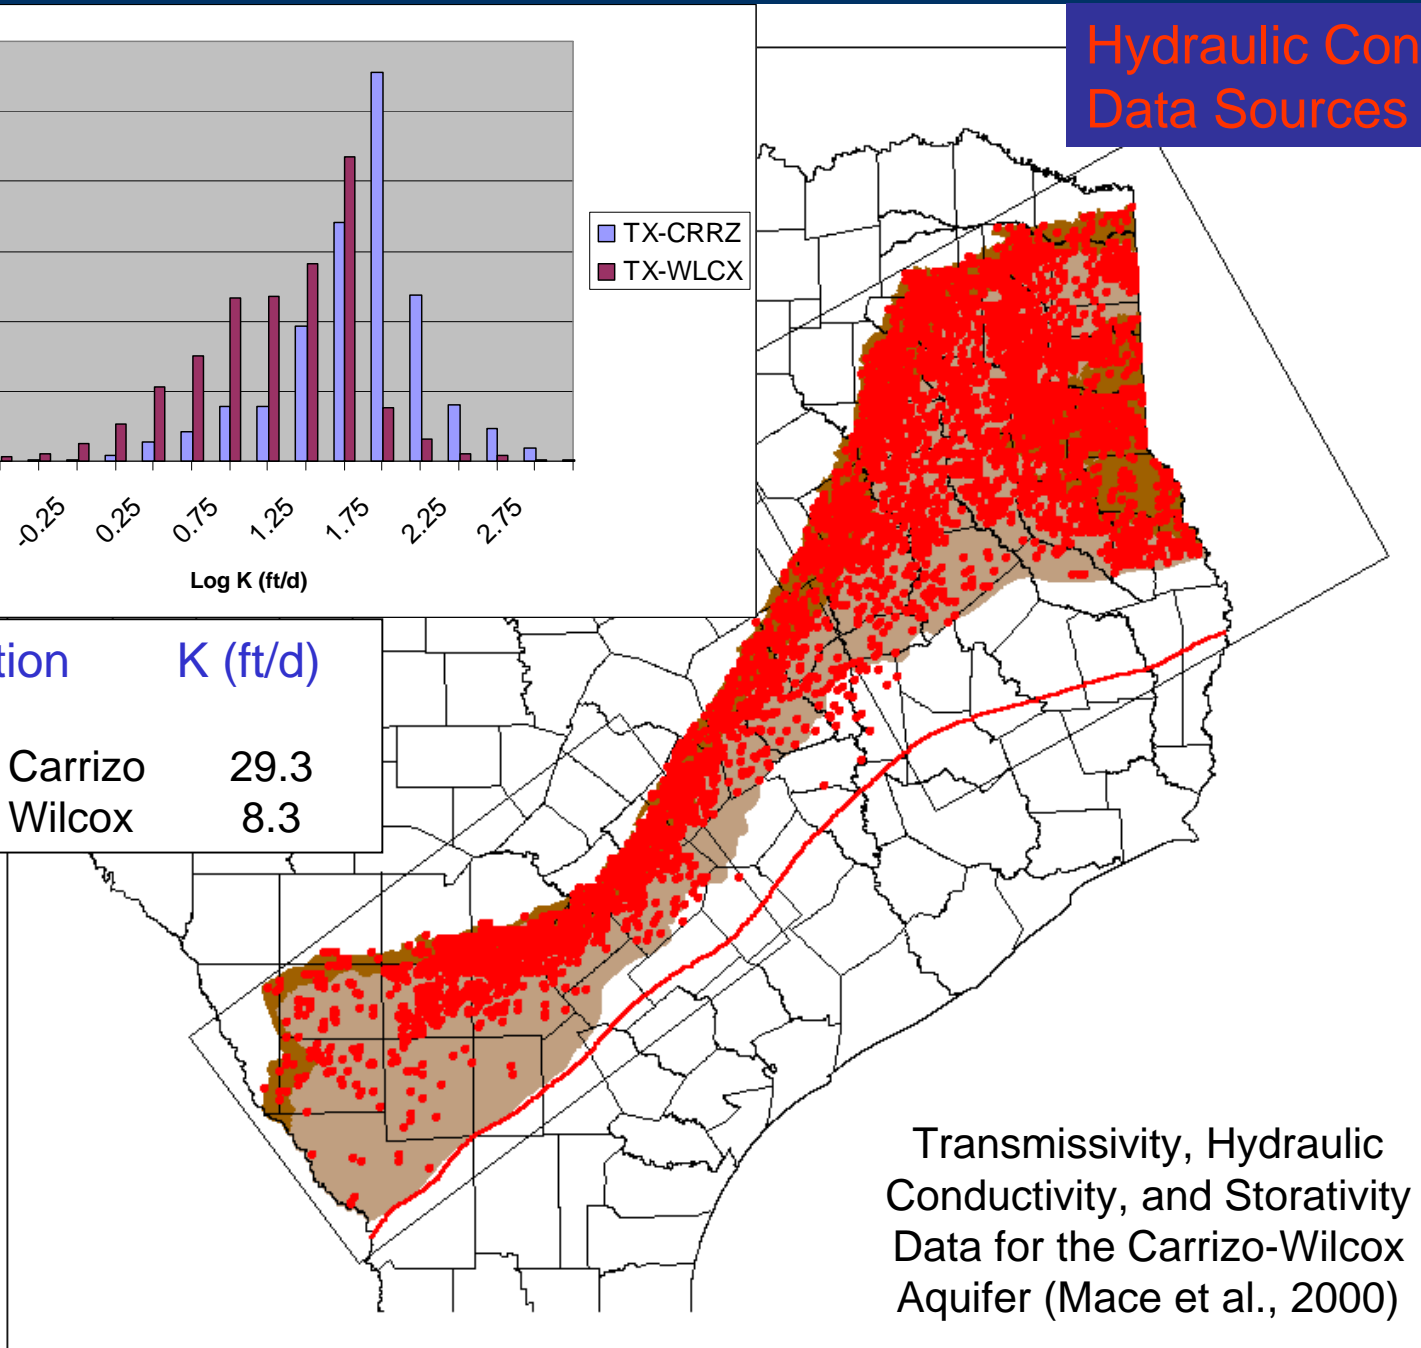 Hydraulic Con
Data Sources
TX-CRRZ
TX-WLCX
-0.25 0.25 0.75 1.25 1.75 2.25 2.75
Log K (ft/d)
tion K (ft/d)
Carrizo 29.3
Wilcox 8.3
Transmissivity, Hydraulic
Conductivity, and Storativity
Data for the Carrizo-Wilcox
Aquifer (Mace et al., 2000)